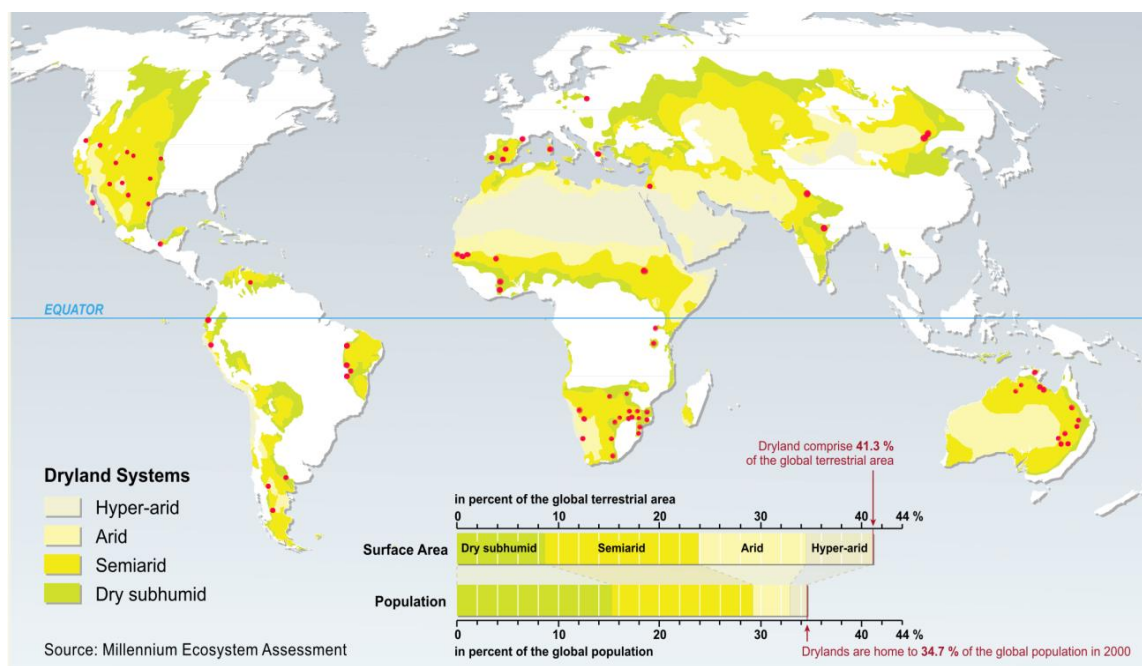 EQUATOR
Dryland Systems
Hyper-arid
Arid
Semiarid
Dry subhumid
Source: Millennium Ecosystem Assessment
Dryland comprise 41.3 %
of the global terrestrial area
in percent of the global terrestrial area
0 10 20 30 40 44 %
Surface Area
Dry subhumid Semiarid Arid Hyper-arid
Population
0 10 20 30 40 44 %
in percent of the global population
Drylands are home to 34.7 % of the global population in 2000